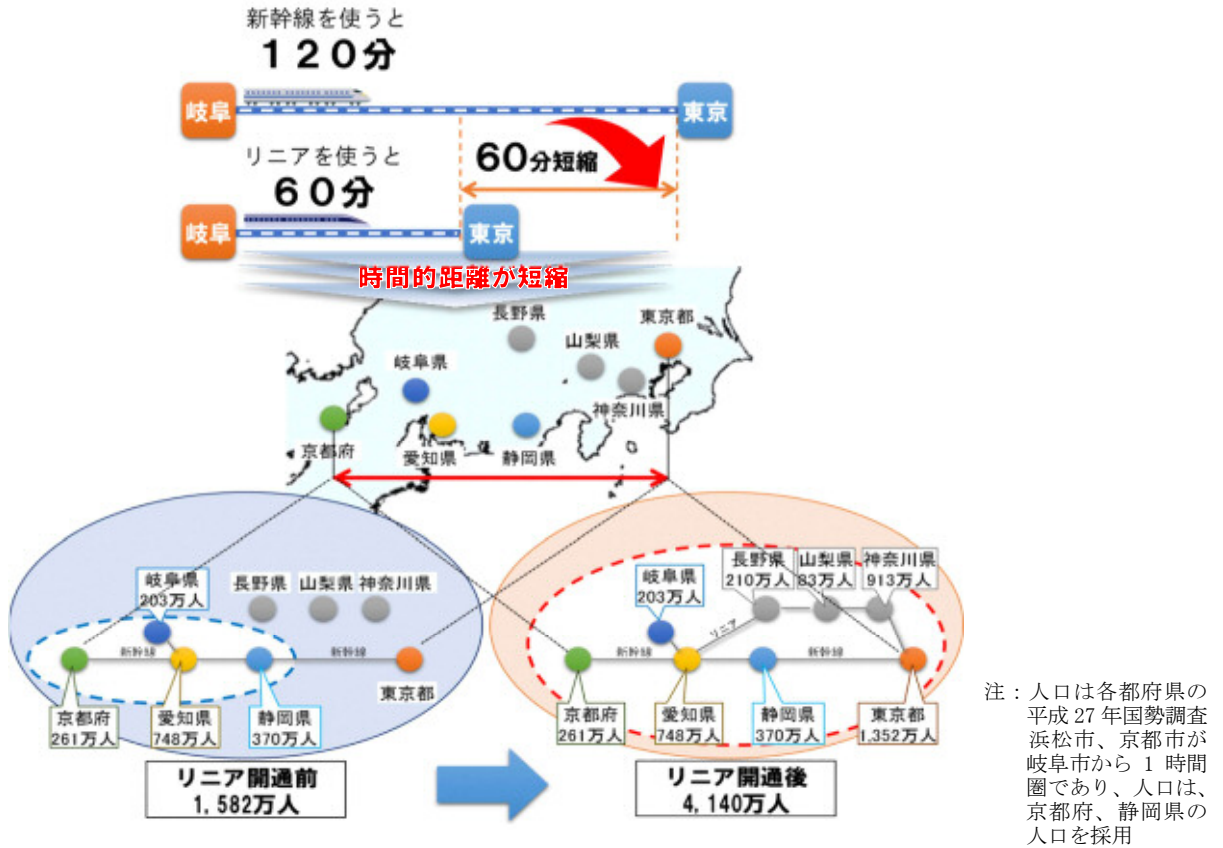 新幹線を使うと
１２０分
岐阜
東京
リニアを使うと
６０分
60分短縮
岐阜
東京
時間的距離が短縮
長野県
東京都
山梨県
岐阜県
神奈川県
京都府
愛知県
静岡県
岐阜県
203万人
長野県
山梨県
神奈川県
新幹線
新幹線
東京都
京都府
261万人
愛知県
748万人
静岡県
370万人
リニア開通前
1,582万人
長野県
210万人
山梨県
83万人
神奈川県
913万人
岐阜県
203万人
リニア
新幹線
新幹線
京都府
261万人
愛知県
748万人
静岡県
370万人
東京都
1,352万人
リニア開通後
4,140万人
注：人口は各都府県の
平成 27 年国勢調査
浜松市、京都市が
岐阜市から 1 時間
圏であり、人口は、
京都府、静岡県の
人口を採用